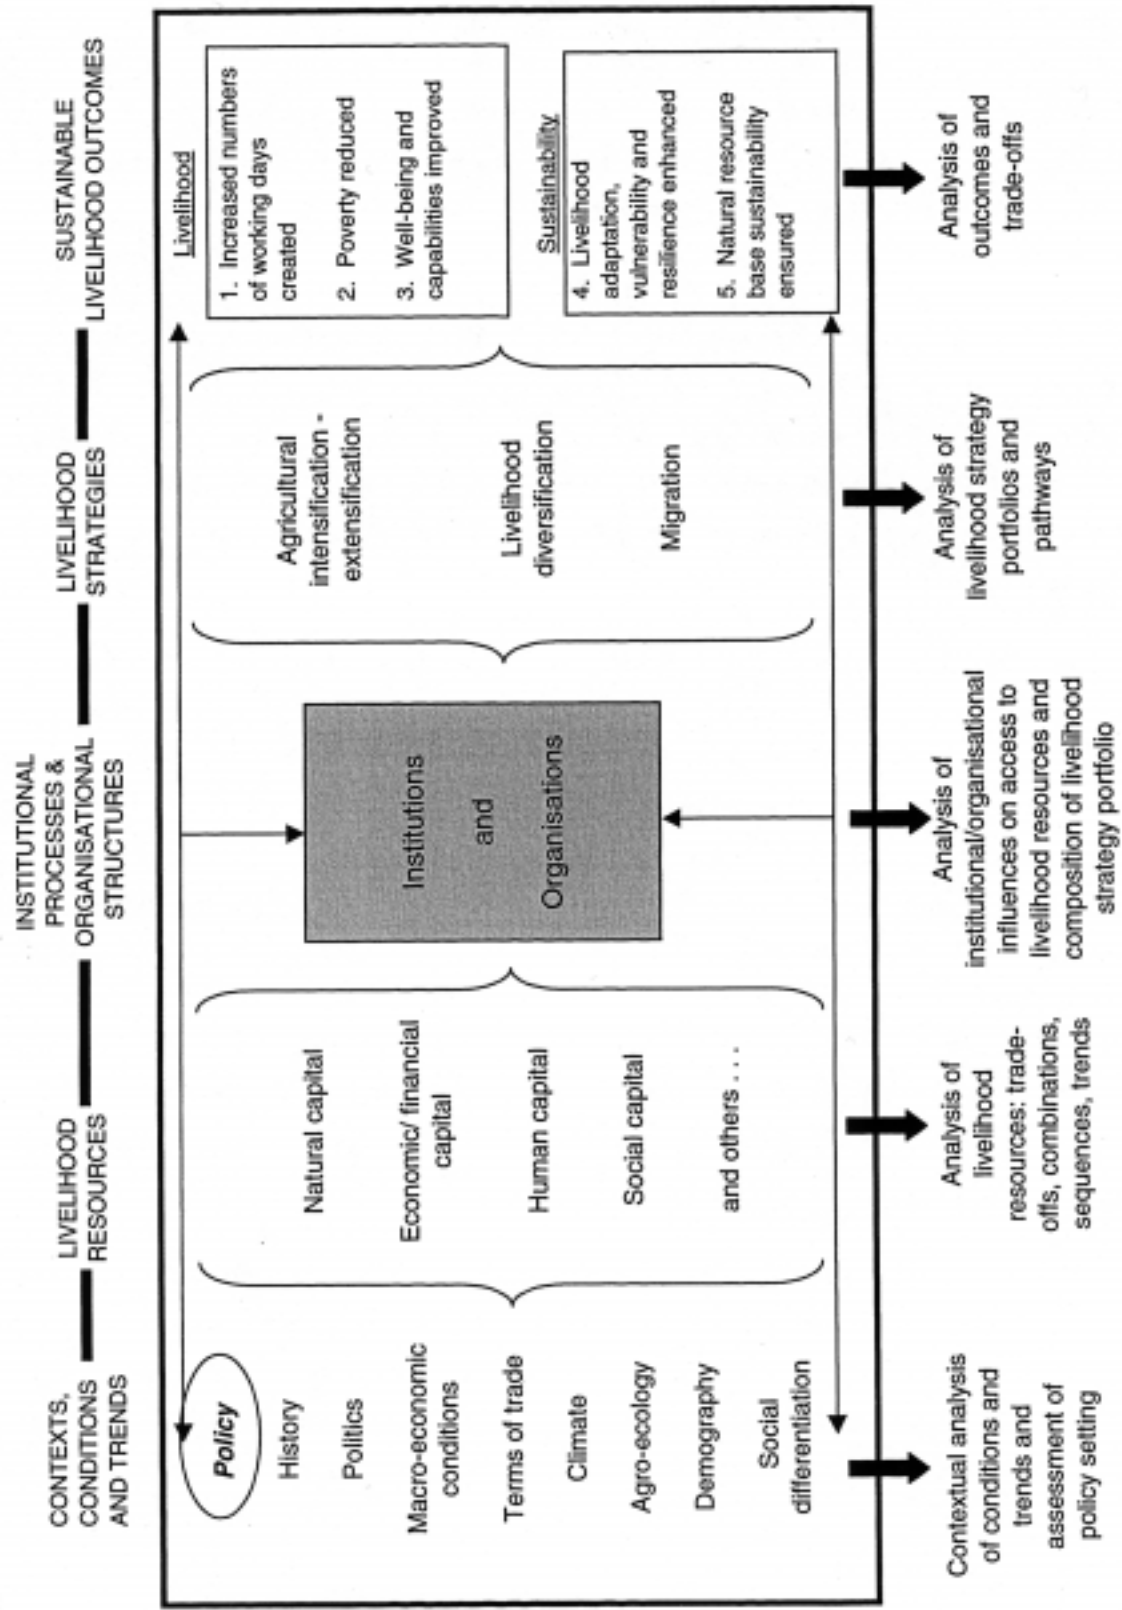 CONTEXTS,
CONDITIONS
AND TRENDS
LIVELIHOOD
RESOURCES
INSTITUTIONAL
PROCESSES &
ORGANISATIONAL
STRUCTURES
LIVELIHOOD
STRATEGIES
SUSTAINABLE
LIVELIHOOD OUTCOMES
Policy
History
Politics
Macro-economic
conditions
Terms of trade
Climate
Agro-ecology
Demography
Social
differentiation
Natural capital
Economic/ financial
capital
Human capital
Social capital
and others . . . .
Institutions
and
Organisations
Agricultural
intensification -
extensification
Livelihood
diversification
Migration
Livelihood
1. Increased numbers
of working days
created
2. Poverty reduced
3. Well-being and
capabilities improved
Sustainability
4. Livelihood
adaptation,
vulnerability and
resilience enhanced
5. Natural resource
base sustainability
ensured
Contextual analysis
of conditions and
trends and
assessment of
policy setting
Analysis of
livelihood
resources: trade-
offs, combinations,
sequences, trends
Analysis of
institutional/organisational
influences on access to
livelihood resources and
composition of livelihood
strategy portfolio
Analysis of
livelihood strategy
portfolios and
pathways
Analysis of
outcomes and
trade-offs